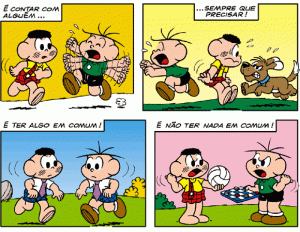 É CONTAR COM
ALGUÉM ...
...SEMPRE QUE
PRECISAR!
É TER ALGO EM COMUM!
É NÃO TER NADA EM COMUM!